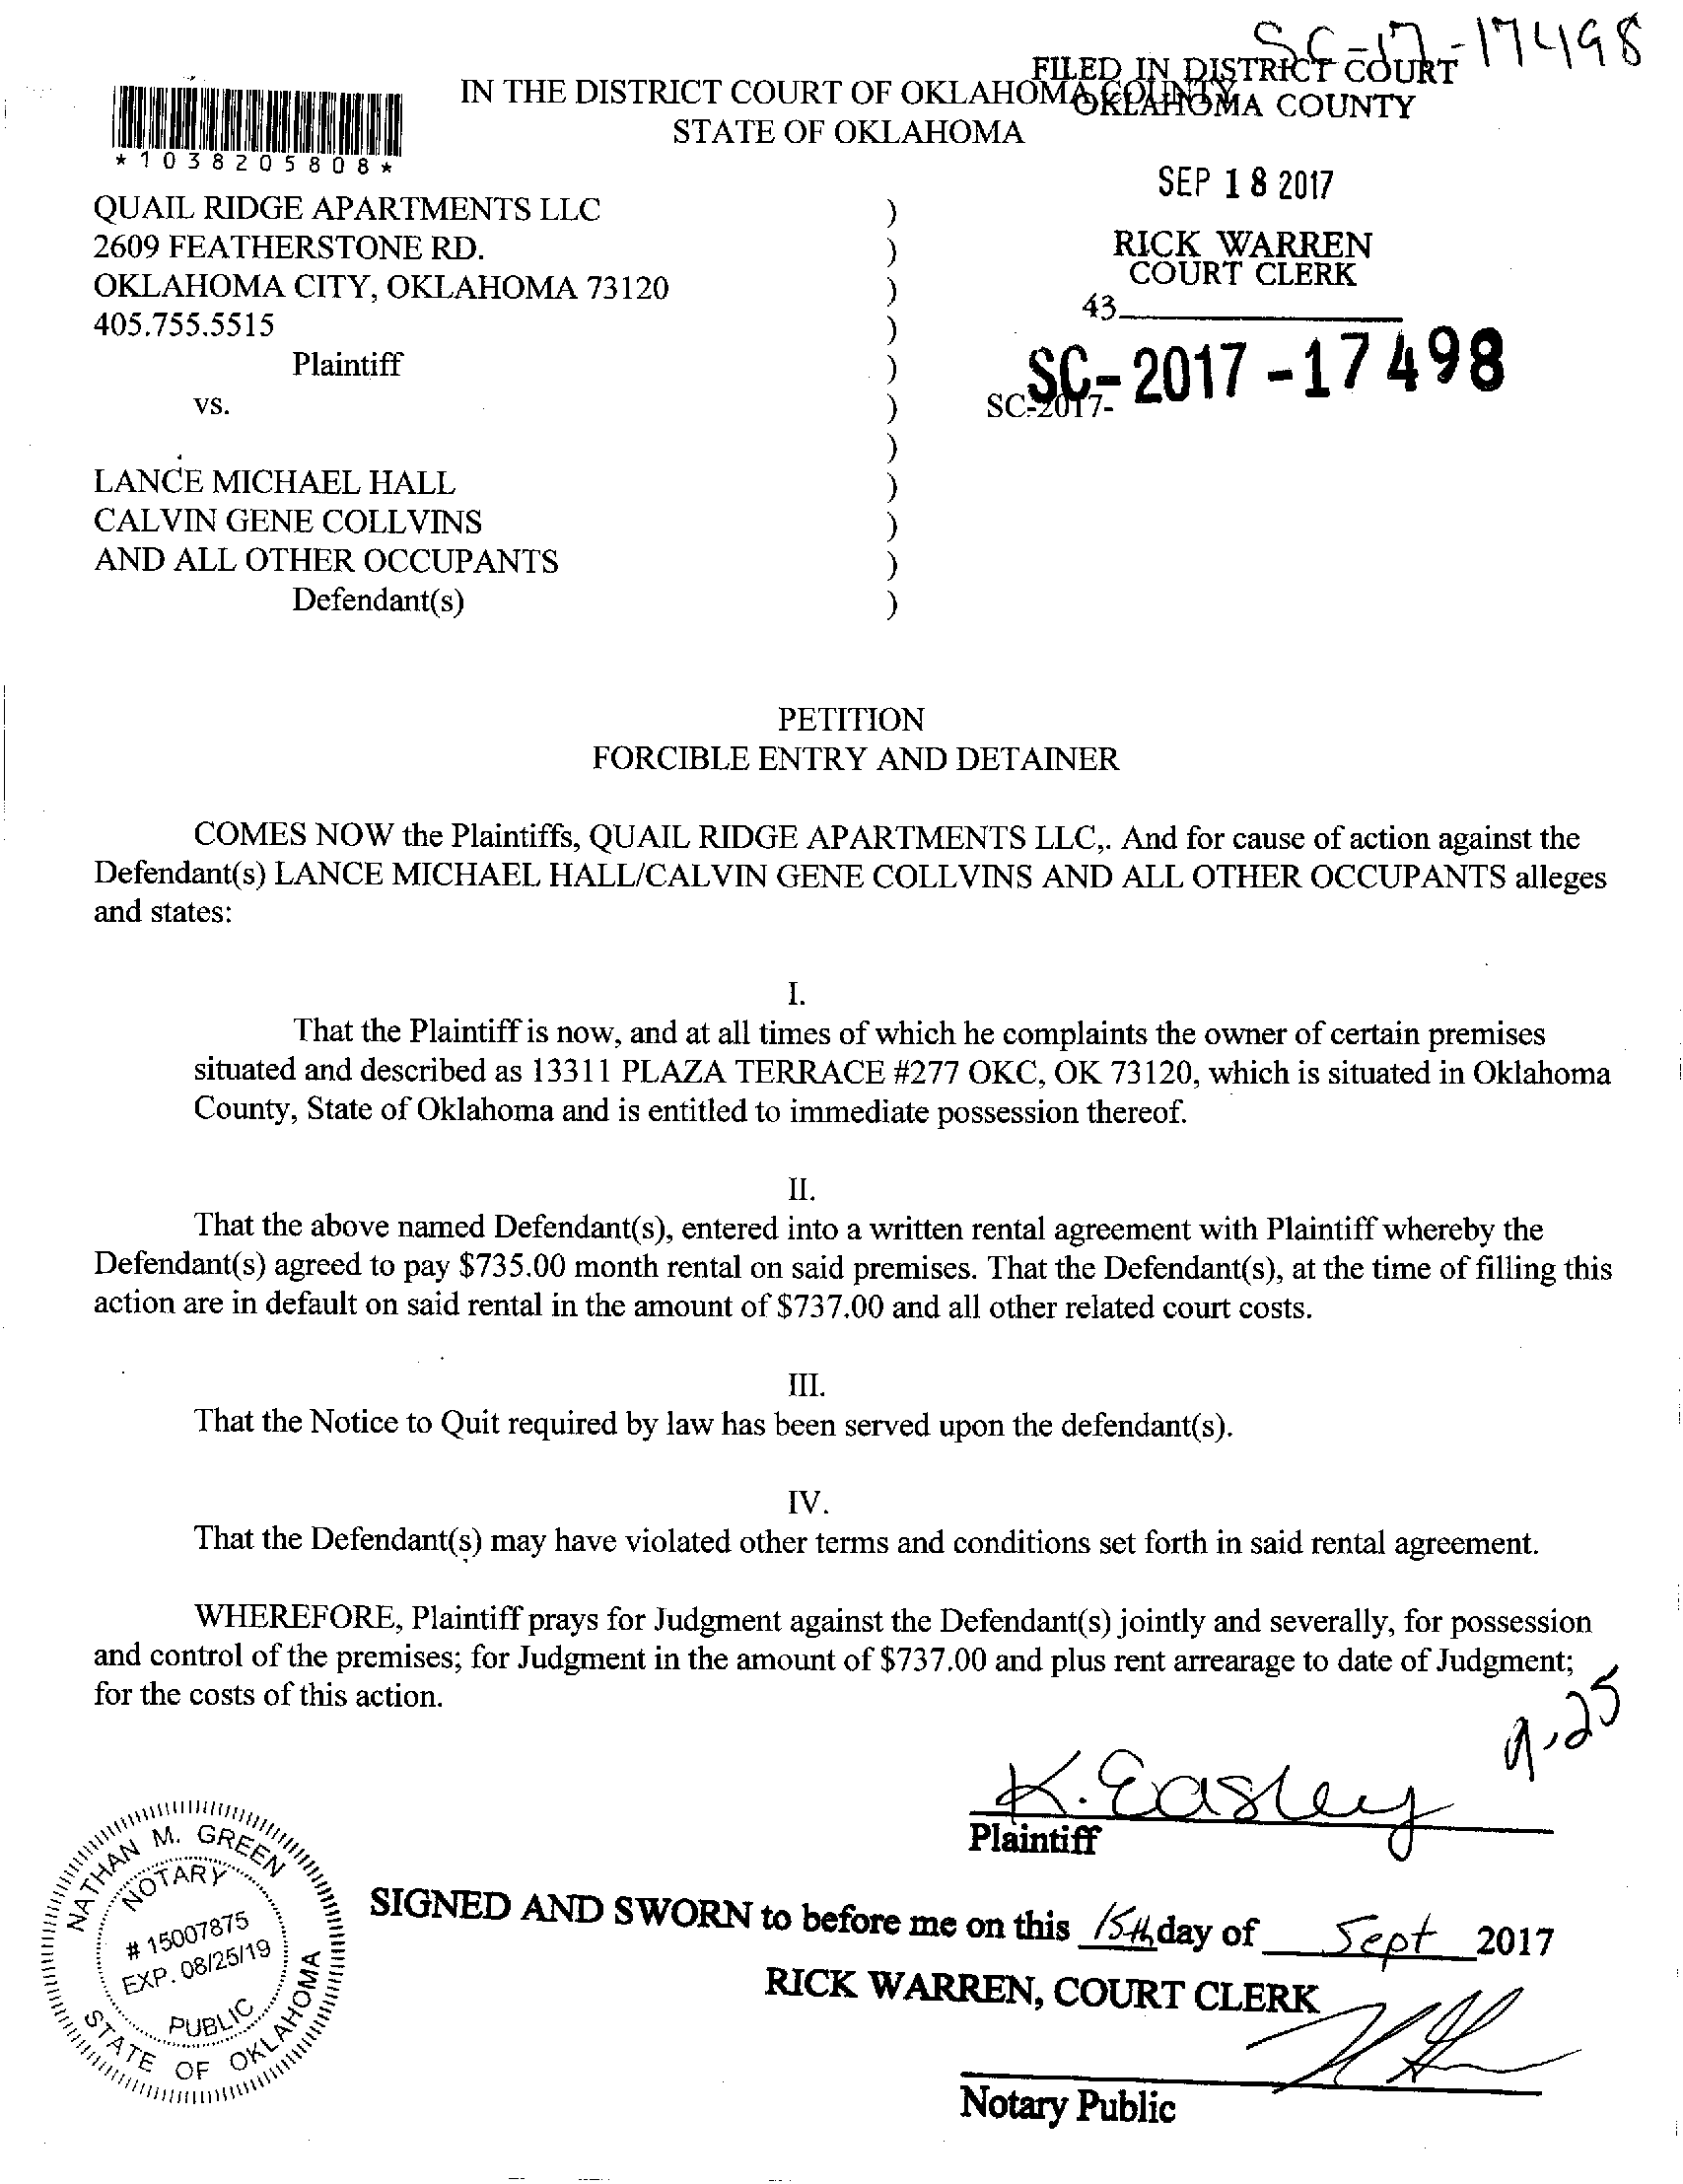 SC-17-17498
FILED IN DISTRICT COURT
OKLAHOMA COUNTY
IN THE DISTRICT COURT OF OKLAHOMA COUNTY
STATE OF OKLAHOMA
*1038205808*
SEP 18 2017
RICK WARREN
COURT CLERK
43
SC-2017-17498
SC-2017-
QUAIL RIDGE APARTMENTS LLC )
2609 FEATHERSTONE RD. )
OKLAHOMA CITY, OKLAHOMA 73120 )
405.755.5515 )
Plaintiff )
vs. )
)
LANCE MICHAEL HALL )
CALVIN GENE COLLVINS )
AND ALL OTHER OCCUPANTS )
Defendant(s) )
PETITION
FORCIBLE ENTRY AND DETAINER
COMES NOW the Plaintiffs, QUAIL RIDGE APARTMENTS LLC,. And for cause of action against the
Defendant(s) LANCE MICHAEL HALL/CALVIN GENE COLLVINS AND ALL OTHER OCCUPANTS alleges
and states:
I.
That the Plaintiff is now, and at all times of which he complaints the owner of certain premises
situated and described as 13311 PLAZA TERRACE #277 OKC, OK 73120, which is situated in Oklahoma
County, State of Oklahoma and is entitled to immediate possession thereof.
II.
That the above named Defendant(s), entered into a written rental agreement with Plaintiff whereby the
Defendant(s) agreed to pay $735.00 month rental on said premises. That the Defendant(s), at the time of filling this
action are in default on said rental in the amount of $737.00 and all other related court costs.
III.
That the Notice to Quit required by law has been served upon the defendant(s).
IV.
That the Defendant(s) may have violated other terms and conditions set forth in said rental agreement.
WHEREFORE, Plaintiff prays for Judgment against the Defendant(s) jointly and severally, for possession
and control of the premises; for Judgment in the amount of $737.00 and plus rent arrearage to date of Judgment;
for the costs of this action.
9.25
K. Easley
Plaintiff
NATHAN M. GREEN
NOTARY
# 15007875
EXP. 08/25/19
PUBLIC
STATE OF OKLAHOMA
SIGNED AND SWORN to before me on this 15th day of Sept 2017
RICK WARREN, COURT CLERK
Notary Public